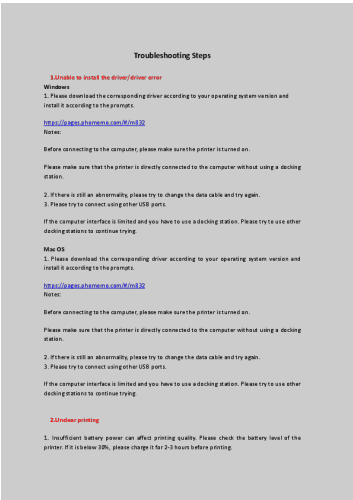 Troubleshooting Steps
1.Unable to install the driver/driver error
Windows
1. Please download the corresponding driver according to your operating system version and
install it according to the prompts.
https://pages.phomemo.com/#/m832
Notes:
Before connecting to the computer, please make sure the printer is turned on.
Please make sure that the printer is directly connected to the computer without using a docking
station.
2. If there is still an abnormality, please try to change the data cable and try again.
3. Please try to connect using other USB ports.
If the computer interface is limited and you have to use a docking station. Please try to use other
docking stations to continue trying.
Mac OS
1. Please download the corresponding driver according to your operating system version and
install it according to the prompts.
https://pages.phomemo.com/#/m832
Notes:
Before connecting to the computer, please make sure the printer is turned on.
Please make sure that the printer is directly connected to the computer without using a docking
station.
2. If there is still an abnormality, please try to change the data cable and try again.
3. Please try to connect using other USB ports.
If the computer interface is limited and you have to use a docking station. Please try to use other
docking stations to continue trying.
2.Unclear printing
1. Insufficient battery power can affect printing quality. Please check the battery level of the
printer. If it is below 30%, please charge it for 2-3 hours before printing.